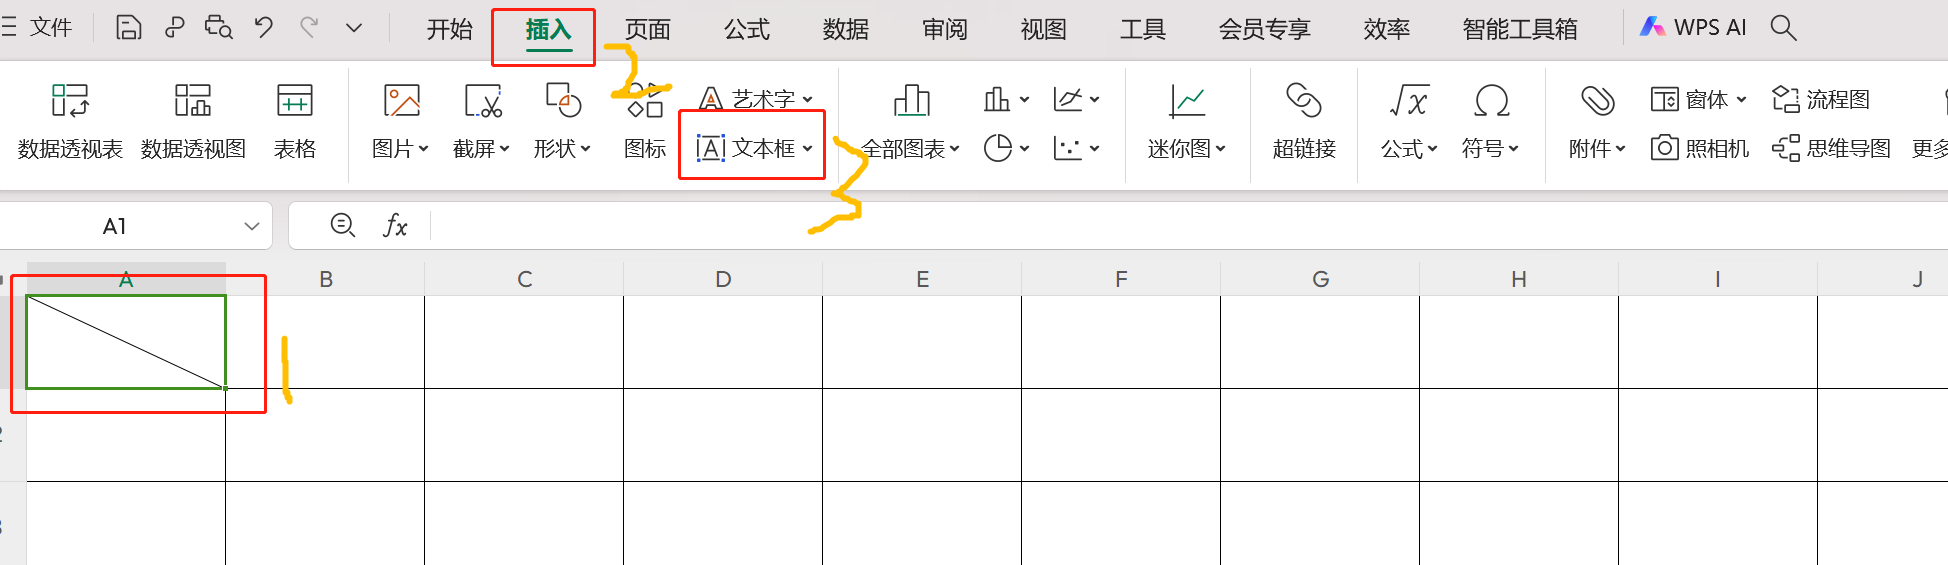 文件 开始 插入 页面 公式 数据 审阅 视图 工具 会员专享 效率 智能工具箱 WPS AI
2
艺术字 窗体 流程图
数据透视表 数据透视图 表格 图片 截屏 形状 图标 文本框 全部图表 迷你图 超链接 公式 符号 附件 照相机 思维导图 更多
3
A1 fx
A B C D E F G H I J
1
2
3